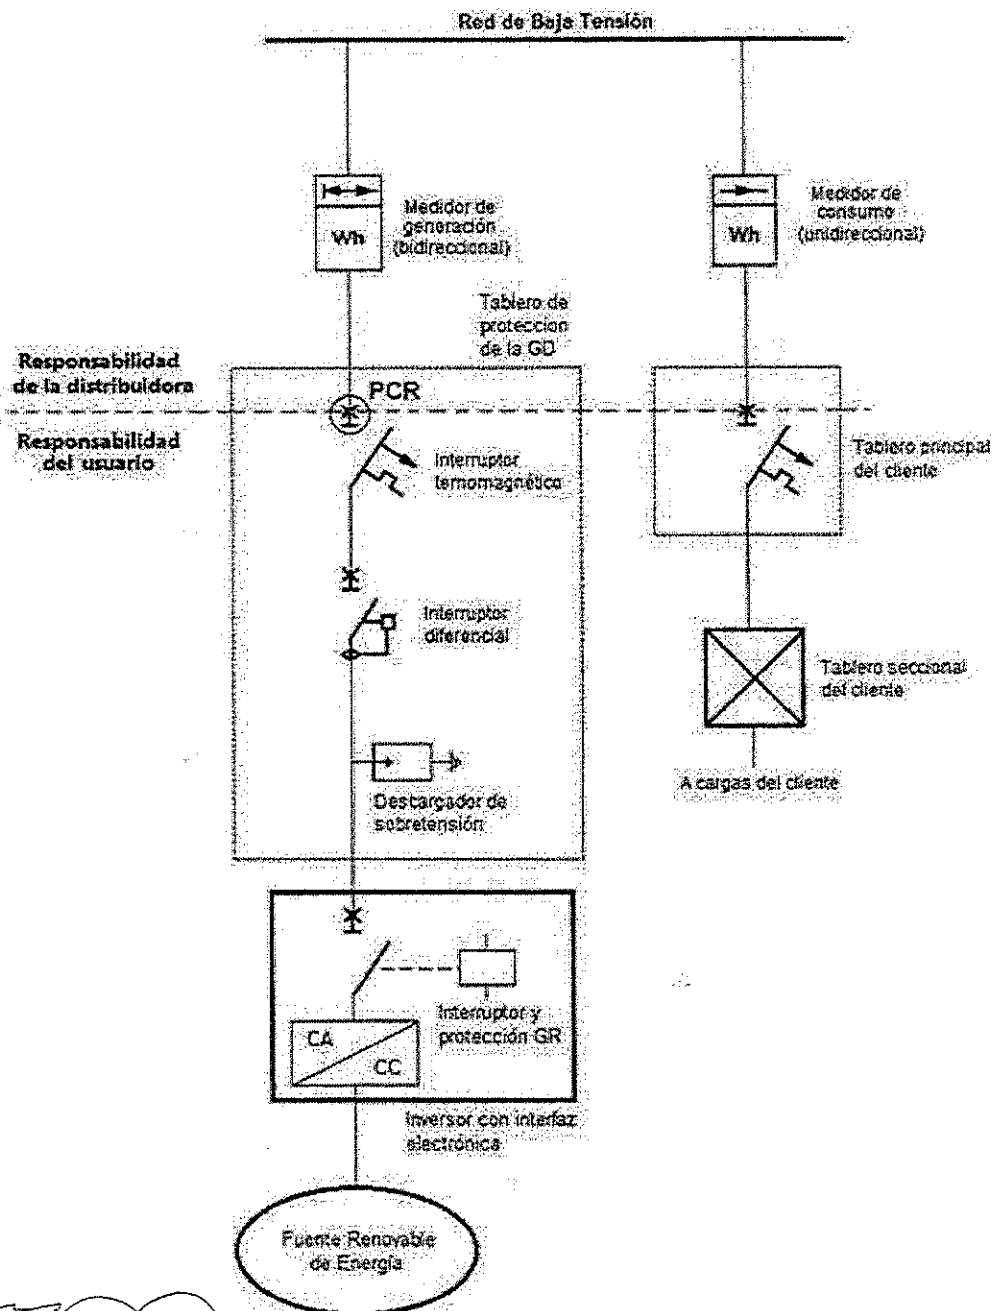 Red de Baja Tensión
Medidor de
generación
(bidireccional)
Wh
Medidor de
consumo
(unidireccional)
Wh
Tablero de
proteccion
de la GD
Responsabilidad
de la distribuidora
PCR
Responsabilidad
del usuario
Interruptor
temomagnético
Tablero principal
del cliente
Interruptor
diferencial
Tablero seccional
del cliente
A cargas del cliente
Descargador de
sobretensión
Interruptor y
protección GR
CA
CC
Inversor con interfaz
electrónica
Fuente Renovable
de Energía